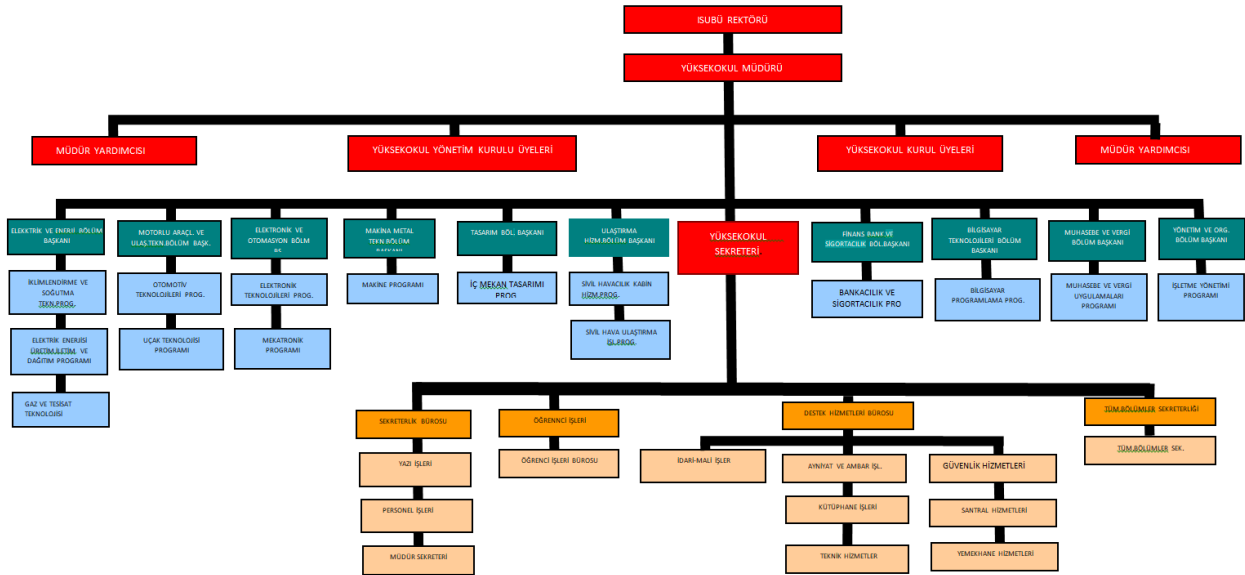 ISUBÜ REKTÖRÜ
YÜKSEKOKUL MÜDÜRÜ
MÜDÜR YARDIMCISI
YÜKSEKOKUL YÖNETİM KURULU ÜYELERİ
YÜKSEKOKUL KURUL ÜYELERİ
MÜDÜR YARDIMCISI
ELEKKTRİK VE ENERJİ BÖLÜM
BAŞKANI
MOTORLU ARAÇL. VE
ULAŞ.TEKN.BÖLÜM BAŞK.
ELEKTRONİK VE
OTOMASYON BÖLM
MAKİNA METAL
TEKN.BÖLÜM
TASARIM BÖL, BAŞKANI
ULAŞTIRMA
HİZM.BÖLÜM BAŞKANI
YÜKSEKOKUL
SEKRETERİ
FİNANS BANK VE
SİGORTACILIK BÖL.BAŞKANI
BİLGİSAYAR
TEKNOLOJİLERİ BÖLÜM
BASKANI
MUHASEBE VE VERGİ
BÖLÜM BAŞKANI
YÖNETİM VE ORG.
BÖLÜM BAŞKANI
İKLİMLENDİRME VE
SOĞUTMA
TEKN.PROG.
OTOMOTİV
TEKNOLOJİLERİ PROG.
ELEKTRONİK
TEKNOLOJİLERİ PROG.
MAKİNE PROGRAMI
İÇ MEKAN TASARIMI
PROG
SİVİL HAVACILIK KABİN
HİZM.PROG.
BANKACILIK VE
SİGORTACILIK PRO
BİLGİSAYAR
PROGRAMLAMA PROG.
MUHASEBE VE VERGİ
UYGULAMALARI
PROGRAMI
İŞLETME YÖNETİMİ
PROGRAMI
ELEKTRİK ENERJİSİ
ÜRETİM,İLETİM VE
DAĞITIM PROGRAMI
UÇAK TEKNOLOJİSİ
PROGRAMI
MEKATRONİK
PROGRAMI
SİVİL HAVA ULAŞTIRMA
İŞL.PROG.
GAZ VE TESİSAT
TEKNOLOJİSİ
SEKRETERLİK BÜROSU
ÖĞRENNCİ İŞLERİ
DESTEK HİZMETLERİ BÜROSU
TÜM.BÖLÜMLER SEKRETERLİĞİ
YAZI İŞLERİ
ÖĞRENCİ İŞLERİ BÜROSU
İDARİ-MALİ İŞLER
AYNİYAT VE AMBAR İŞL.
GÜVENLİK HİZMETLERİ
TÜM.BÖLÜMLER SEK.
PERSONEL İŞLERİ
KÜTÜPHANE İŞLERİ
SANTRAL HİZMETLERİ
MÜDÜR SEKRETERİ
TEKNİK HİZMETLER
YEMEKHANE HİZMETLERİ